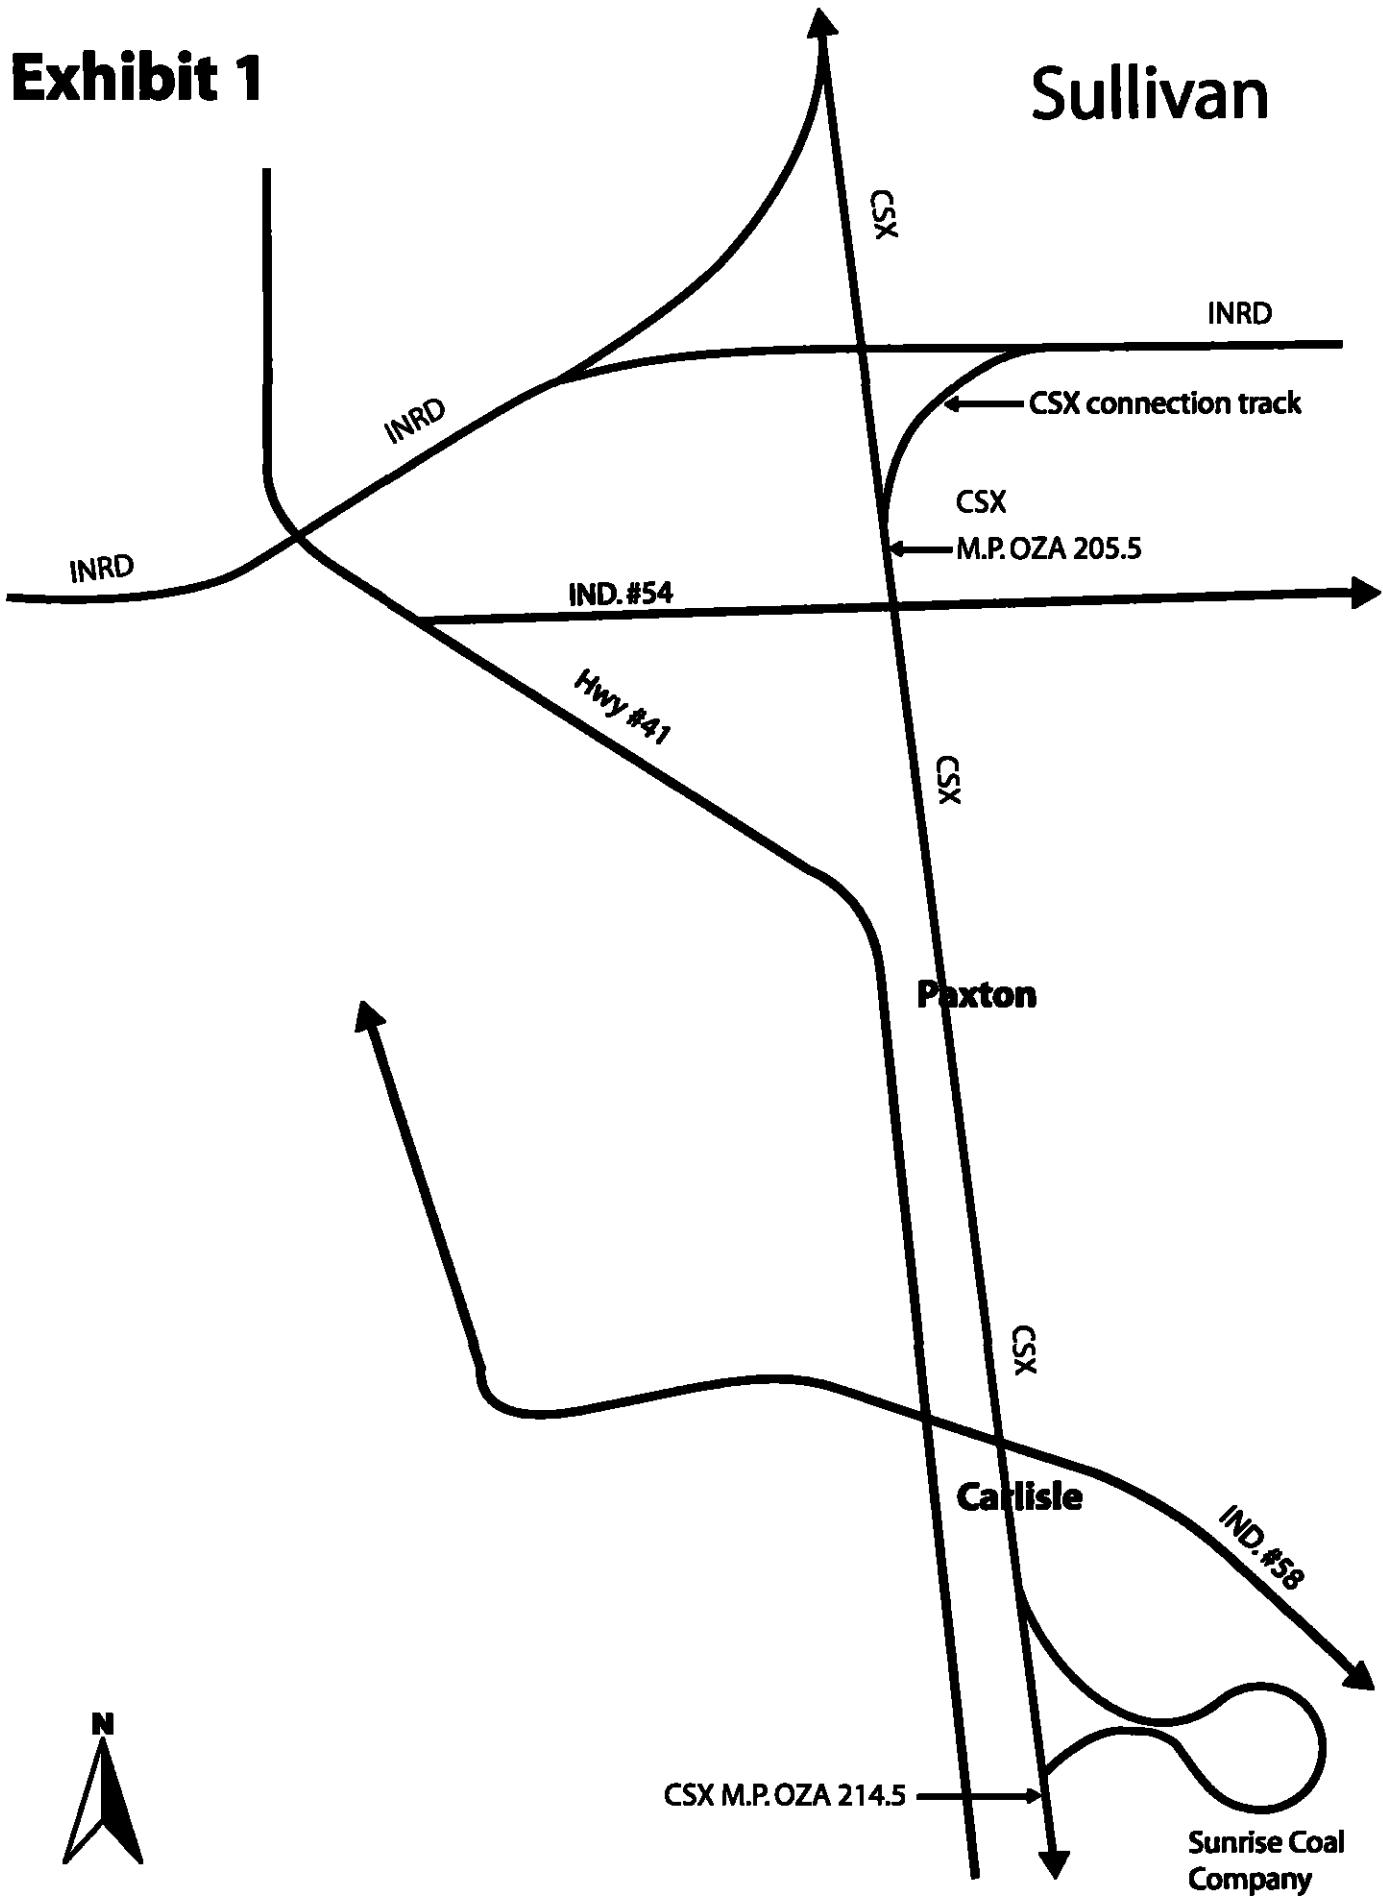 Exhibit 1
Sullivan
CSX
INRD
INRD
CSX connection track
CSX
M.P. OZA 205.5
INRD
IND. #54
Hwy #41
CSX
Paxton
CSX
Carlisle
IND. #58
N
CSX M.P. OZA 214.5
Sunrise Coal
Company